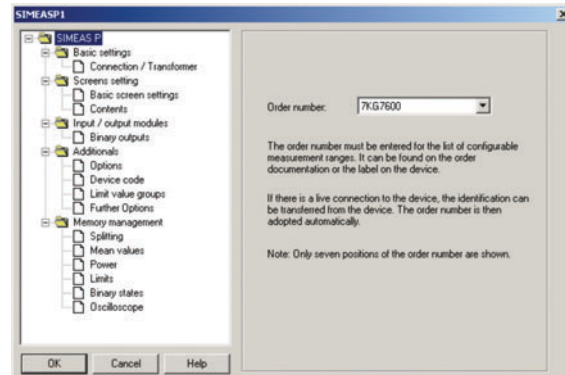 SIMEASP1
SIMEAS P
Basic settings
Connection / Transformer
Screens setting
Basic screen settings
Contents
Input / output modules
Binary outputs
Additionals
Options
Device code
Limit value groups
Further Options
Memory management
Splitting
Mean values
Power
Limits
Binary states
Oscilloscope
Order number: 7KG7600
The order number must be entered for the list of configurable
measurement ranges. It can be found on the order
documentation or the label on the device.
If there is a live connection to the device, the identification can
be transferred from the device. The order number is then
adopted automatically.
Note: Only seven positions of the order number are shown.
OK Cancel Help